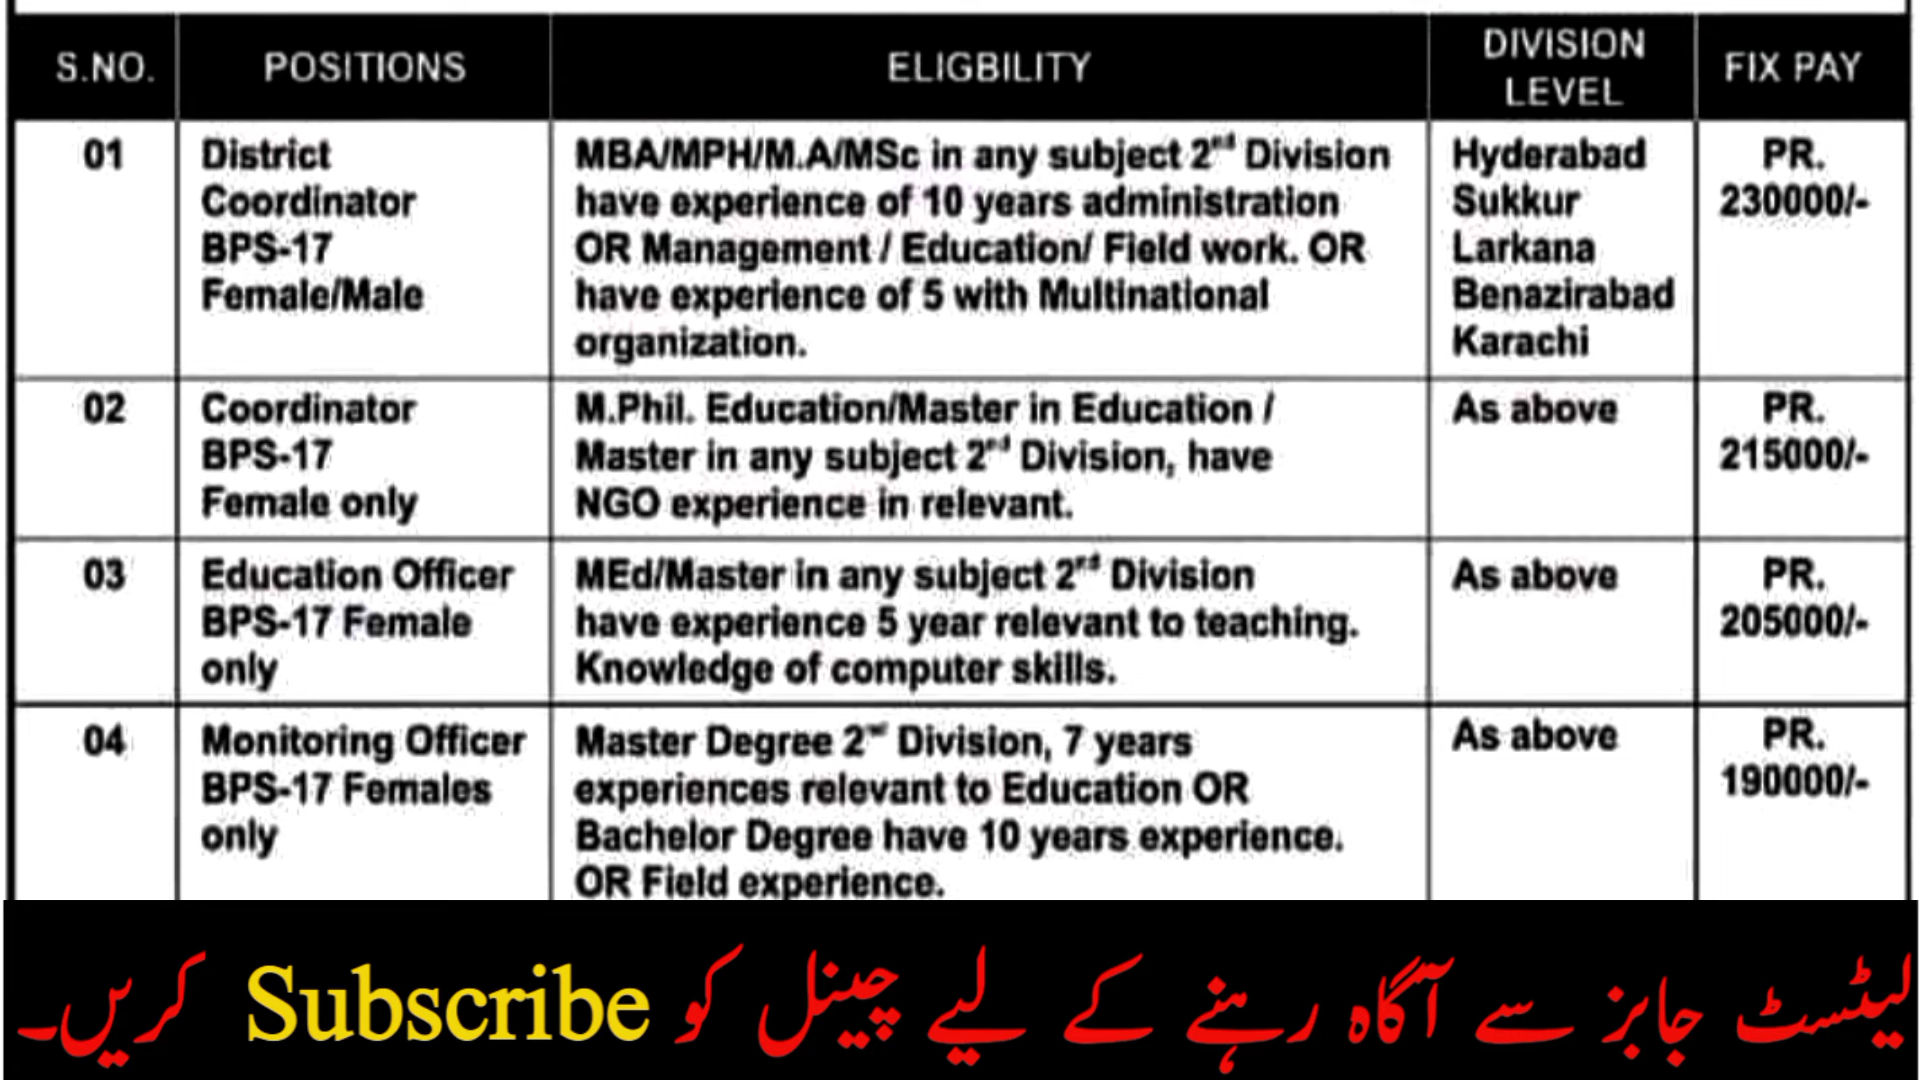 S.NO. POSITIONS ELIGBILITY DIVISION LEVEL FIX PAY
01
District
Coordinator
BPS-17
Female/Male
MBA/MPH/M.A/MSc in any subject 2nd Division
have experience of 10 years administration
OR Management / Education/ Field work. OR
have experience of 5 with Multinational
organization.
Hyderabad
Sukkur
Larkana
Benazirabad
Karachi
PR.
230000/-
02
Coordinator
BPS-17
Female only
M.Phil. Education/Master in Education /
Master in any subject 2nd Division, have
NGO experience in relevant.
As above
PR.
215000/-
03
Education Officer
BPS-17 Female
only
MEd/Master in any subject 2nd Division
have experience 5 year relevant to teaching.
Knowledge of computer skills.
As above
PR.
205000/-
04
Monitoring Officer
BPS-17 Females
only
Master Degree 2nd Division, 7 years
experiences relevant to Education OR
Bachelor Degree have 10 years experience.
OR Field experience.
As above
PR.
190000/-
لیٹسٹ جابز سے آگاہ رہنے کے لیے چینل کو Subscribe کریں۔